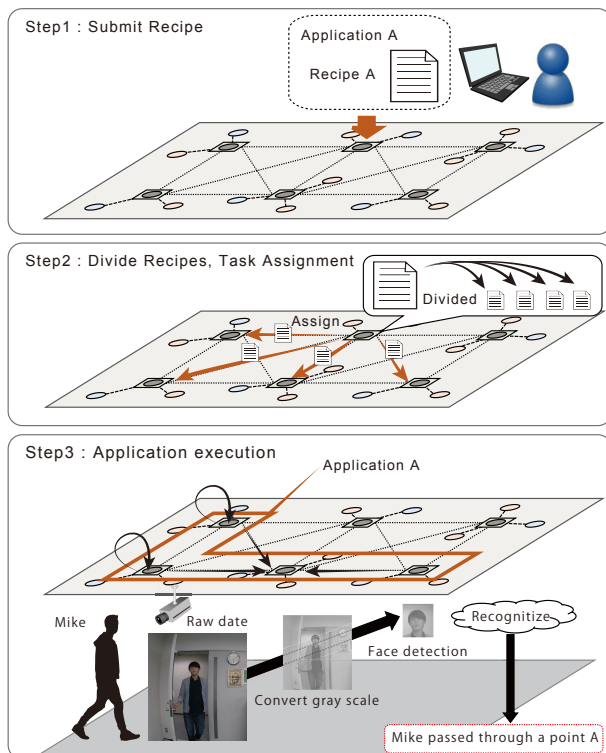 Step1 : Submit Recipe
Application A
Recipe A
Step2 : Divide Recipes, Task Assignment
Divided
Assign
Step3 : Application execution
Application A
Mike
Raw date
Recognitize
Face detection
Convert gray scale
Mike passed through a point A